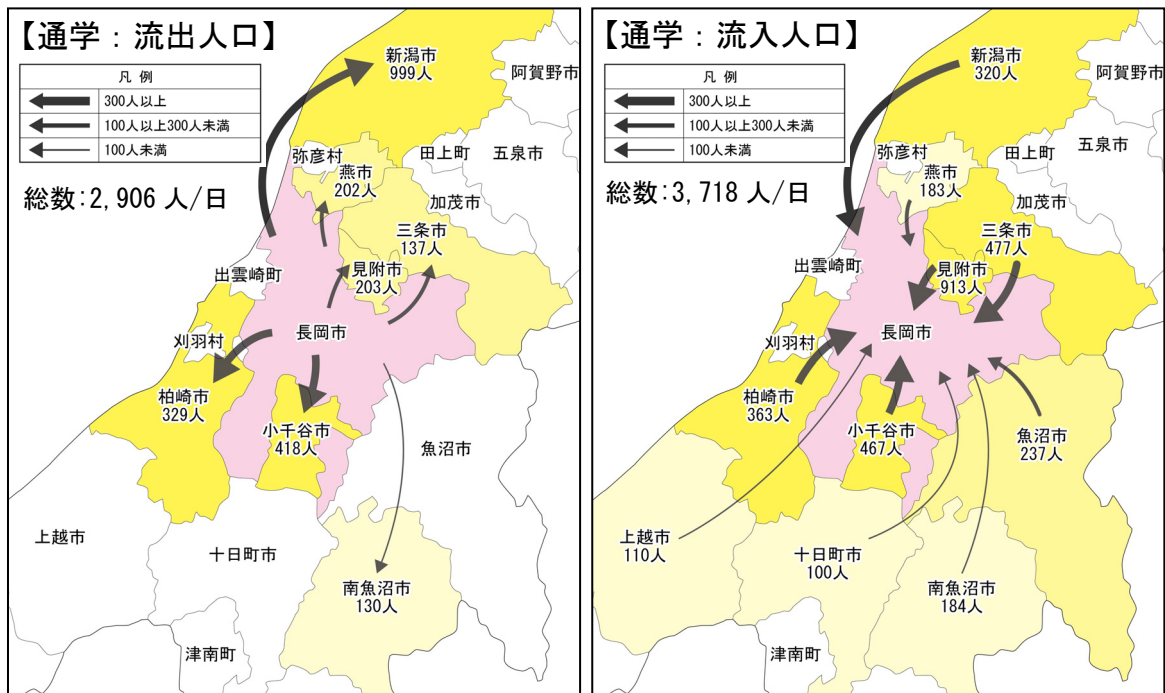 【通学：流出人口】
凡 例
300人以上
100人以上300人未満
100人未満
総数：2,906 人/日
新潟市
999人
阿賀野市
弥彦村
田上町
五泉市
燕市
202人
加茂市
三条市
137人
出雲崎町
見附市
203人
長岡市
刈羽村
柏崎市
329人
小千谷市
418人
魚沼市
上越市
十日町市
南魚沼市
130人
津南町
【通学：流入人口】
凡 例
300人以上
100人以上300人未満
100人未満
総数：3,718 人/日
新潟市
320人
阿賀野市
弥彦村
田上町
五泉市
燕市
183人
加茂市
三条市
477人
出雲崎町
見附市
913人
長岡市
刈羽村
柏崎市
363人
小千谷市
467人
魚沼市
237人
上越市
110人
十日町市
100人
南魚沼市
184人
津南町